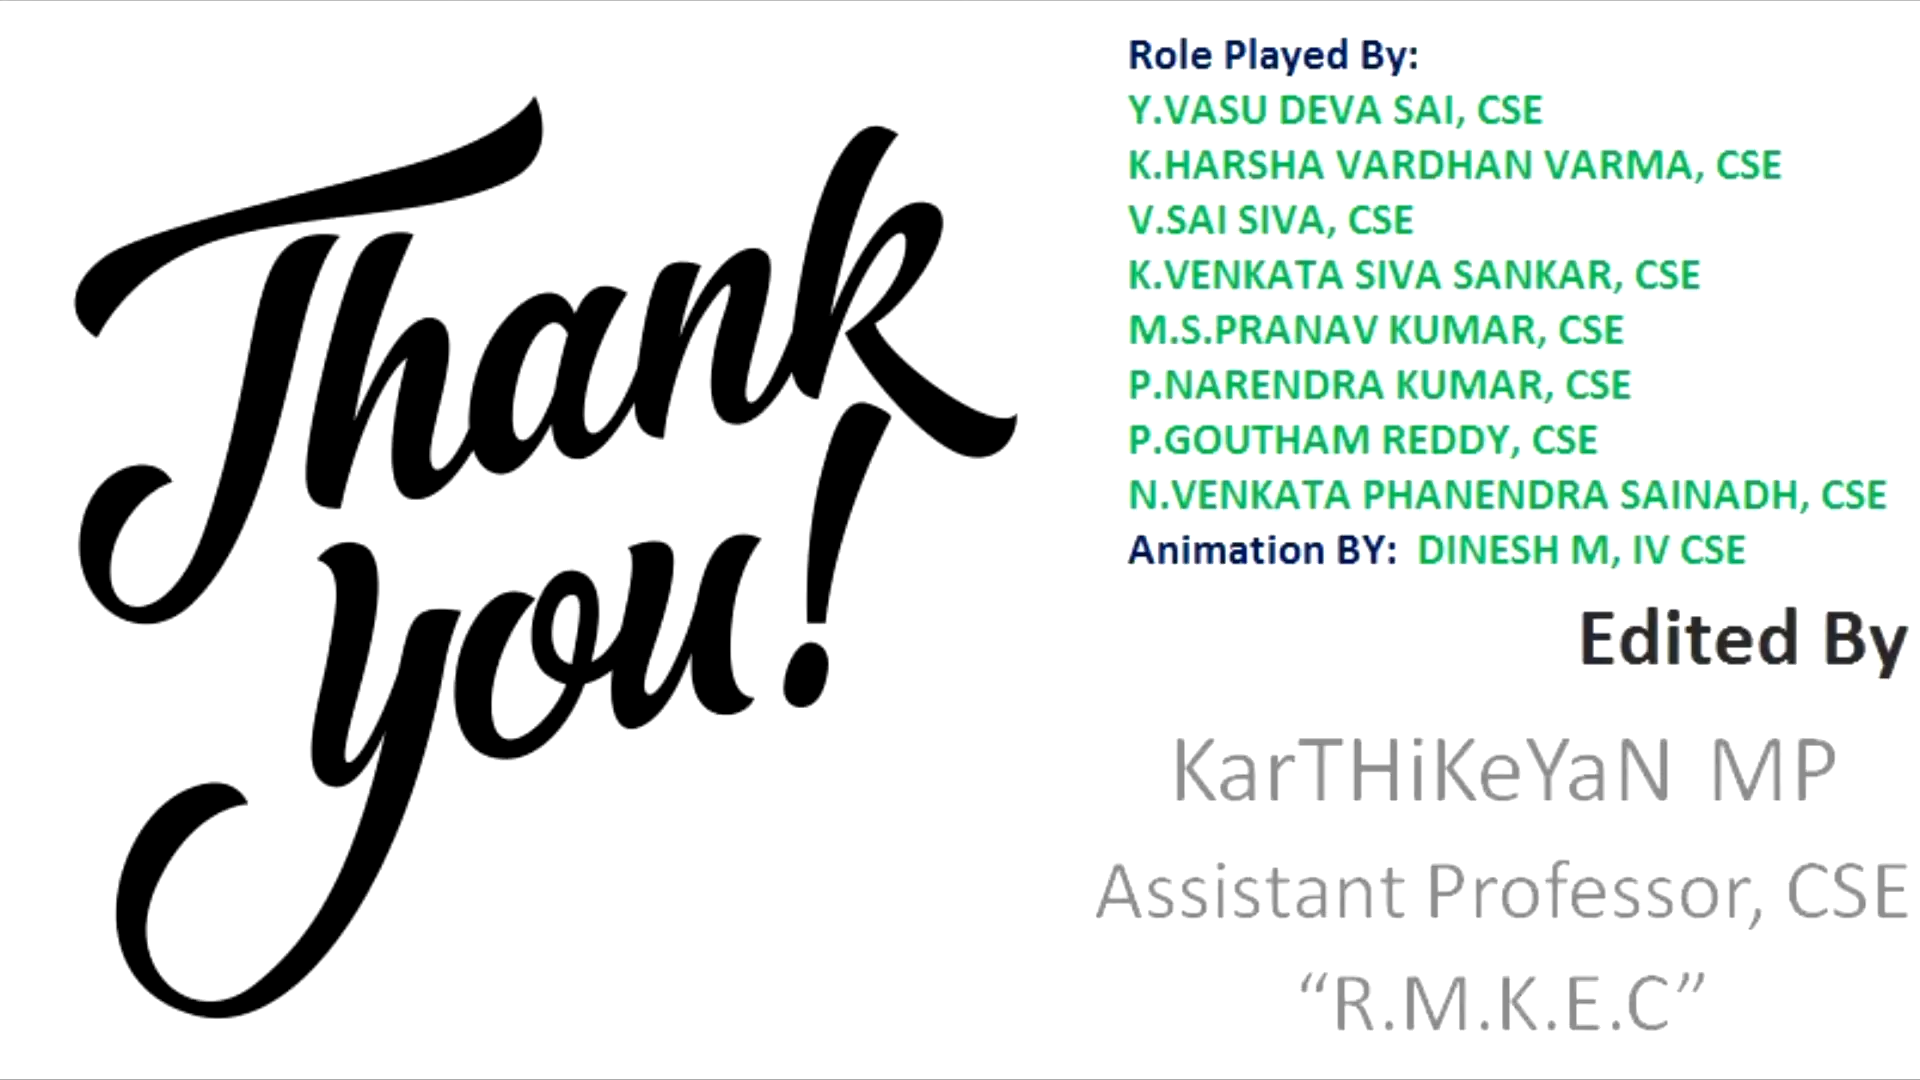 Thank
you!
Role Played By:
Y.VASU DEVA SAI, CSE
K.HARSHA VARDHAN VARMA, CSE
V.SAI SIVA, CSE
K.VENKATA SIVA SANKAR, CSE
M.S.PRANAV KUMAR, CSE
P.NARENDRA KUMAR, CSE
P.GOUTHAM REDDY, CSE
N.VENKATA PHANENDRA SAINADH, CSE
Animation BY: DINESH M, IV CSE
Edited By
KarTHiKeYaN MP
Assistant Professor, CSE
“R.M.K.E.C”